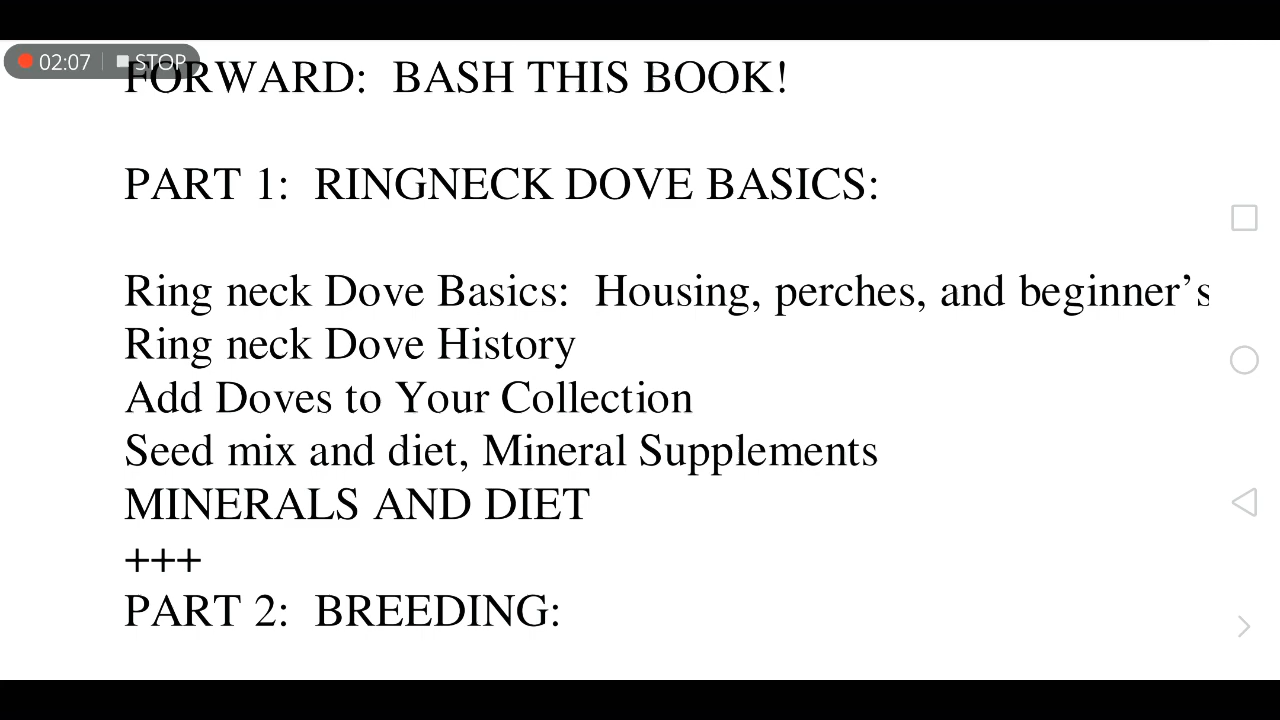 02:07 STOP
FORWARD: BASH THIS BOOK!
PART 1: RINGNECK DOVE BASICS:
Ring neck Dove Basics: Housing, perches, and beginner’s
Ring neck Dove History
Add Doves to Your Collection
Seed mix and diet, Mineral Supplements
MINERALS AND DIET
+++
PART 2: BREEDING: